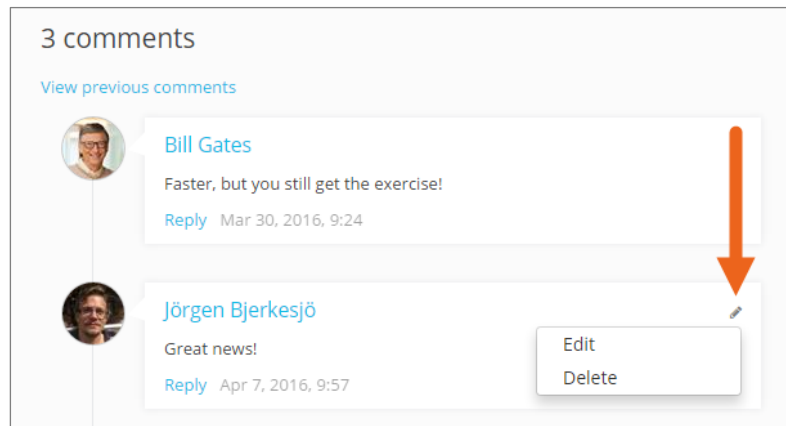 3 comments
View previous comments
Bill Gates
Faster, but you still get the exercise!
Reply Mar 30, 2016, 9:24
Jörgen Bjerkesjö
Great news!
Reply Apr 7, 2016, 9:57
Edit
Delete